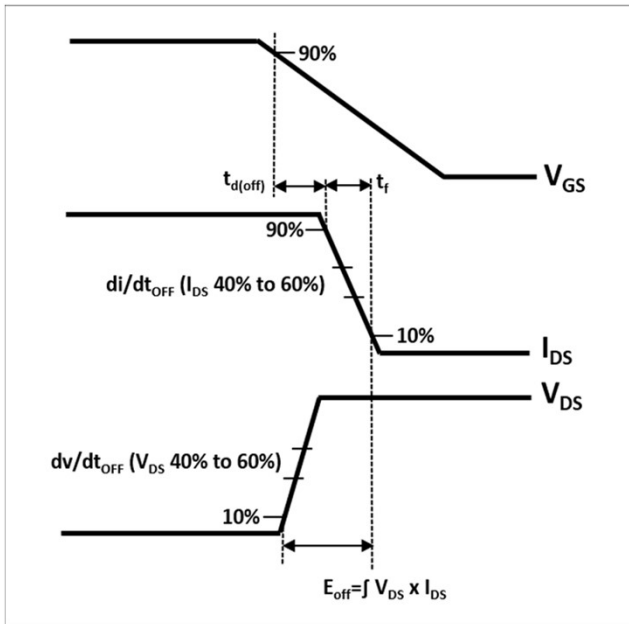 90%
V_GS
t_d(off) t_f
90%
di/dt_OFF (I_DS 40% to 60%)
10%
I_DS
V_DS
dv/dt_OFF (V_DS 40% to 60%)
10%
E_off=∫ V_DS x I_DS